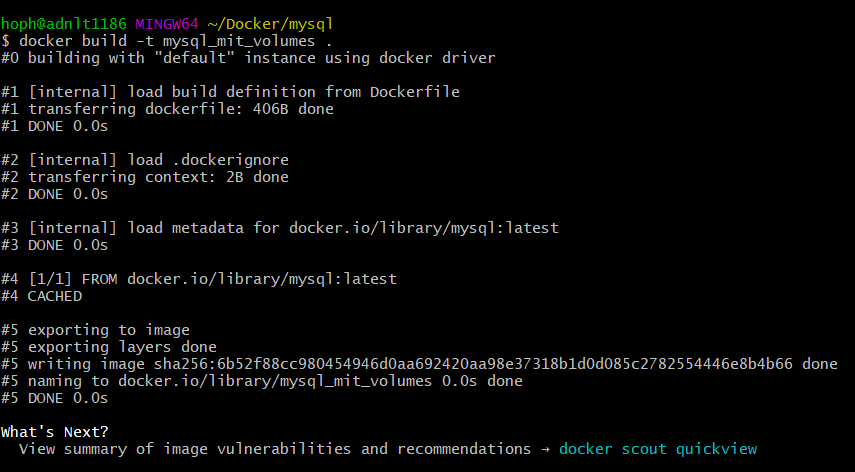 hoph@adnlt1186 MINGW64 ~/Docker/mysql
$ docker build -t mysql_mit_volumes .
#0 building with "default" instance using docker driver
#1 [internal] load build definition from Dockerfile
#1 transferring dockerfile: 406B done
#1 DONE 0.0s
#2 [internal] load .dockerignore
#2 transferring context: 2B done
#2 DONE 0.0s
#3 [internal] load metadata for docker.io/library/mysql:latest
#3 DONE 0.0s
#4 [1/1] FROM docker.io/library/mysql:latest
#4 CACHED
#5 exporting to image
#5 exporting layers done
#5 writing image sha256:6b52f88cc980454946d0aa692420aa98e37318b1d0d085c2782554446e8b4b66 done
#5 naming to docker.io/library/mysql_mit_volumes 0.0s done
#5 DONE 0.0s
What's Next?
  View summary of image vulnerabilities and recommendations → docker scout quickview